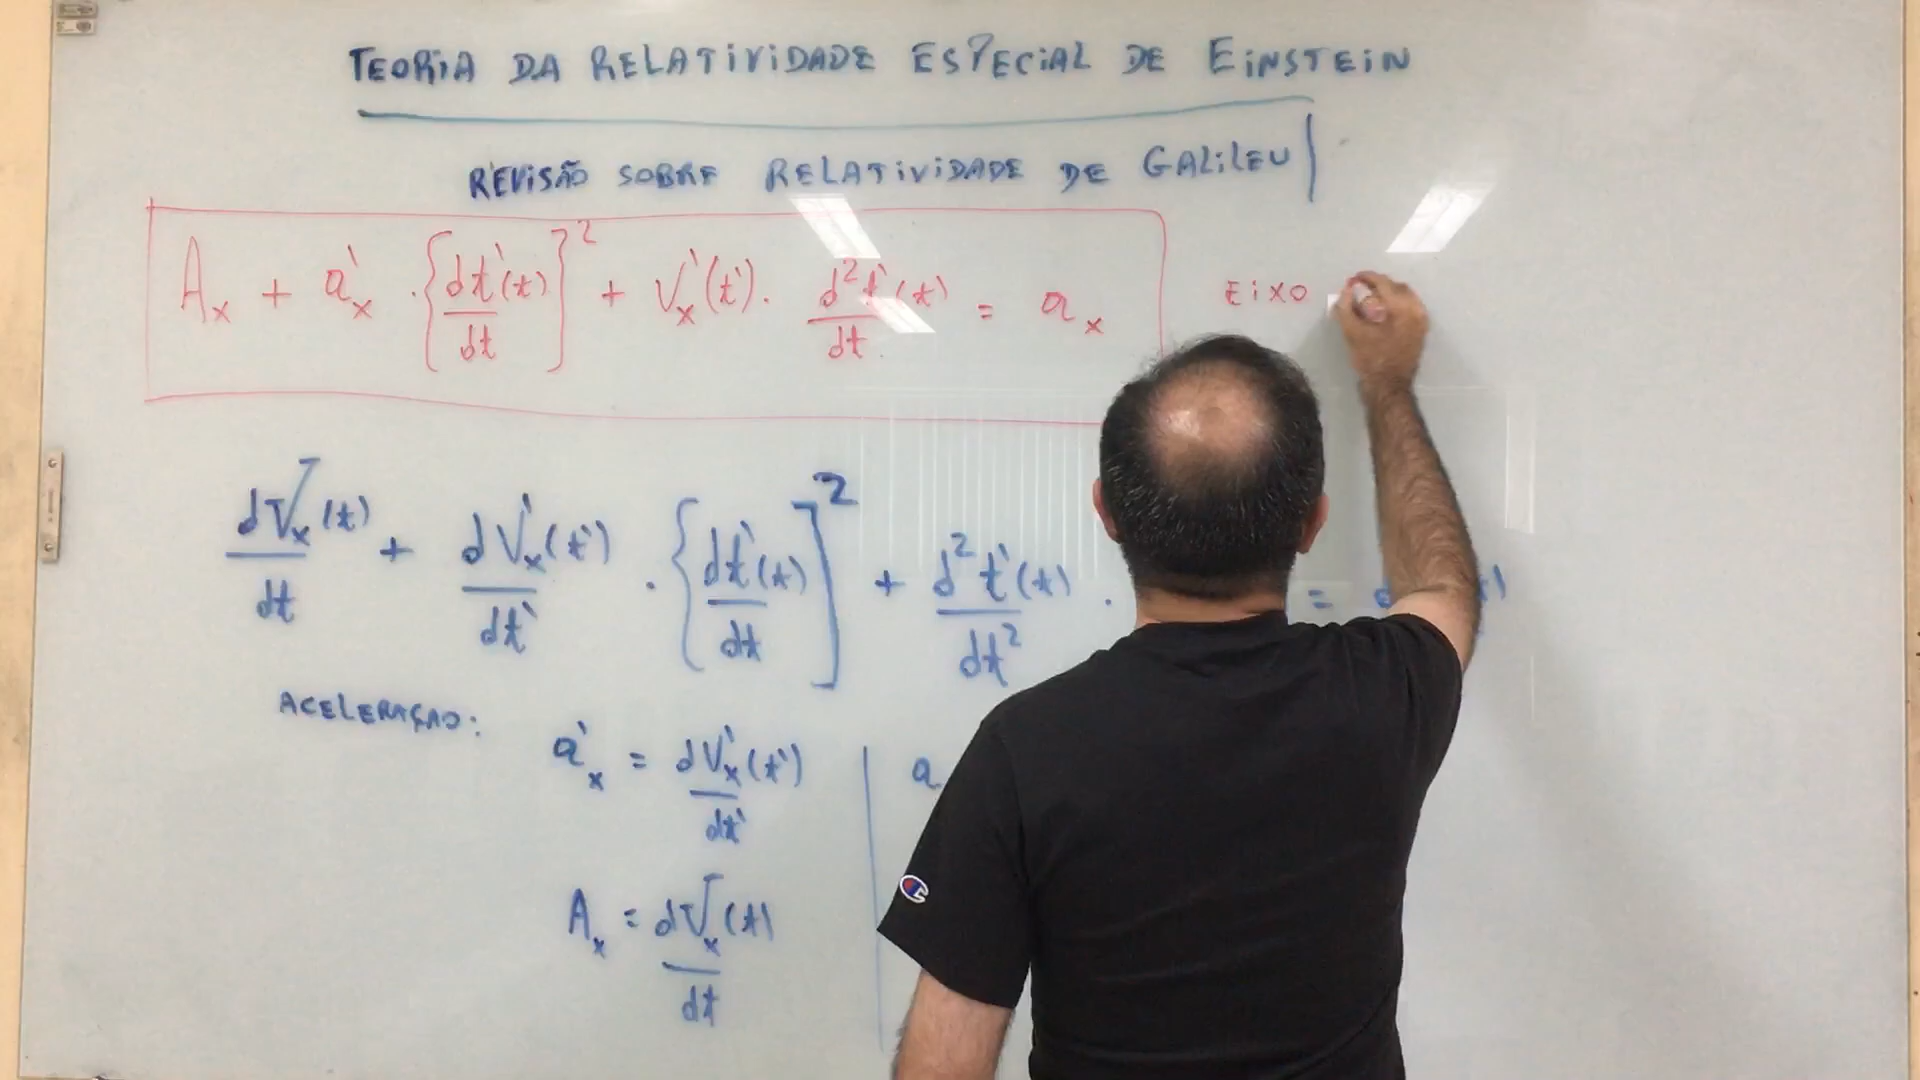 TEORIA DA RELATIVIDADE ESPECIAL DE EINSTEIN
REVISÃO SOBRE RELATIVIDADE DE GALILEU
A_x + a'_x · {dt'(t)/dt}² + V'_x(t') · d²t'(t)/dt = a_x
EIXO
dV_x(t)/dt + dV'_x(t')/dt' · {dt'(t)/dt}² + d²t'(t)/dt² · =
ACELERAÇÃO:
a'_x = dV'_x(t')/dt'
a
A_x = dV_x(t)/dt